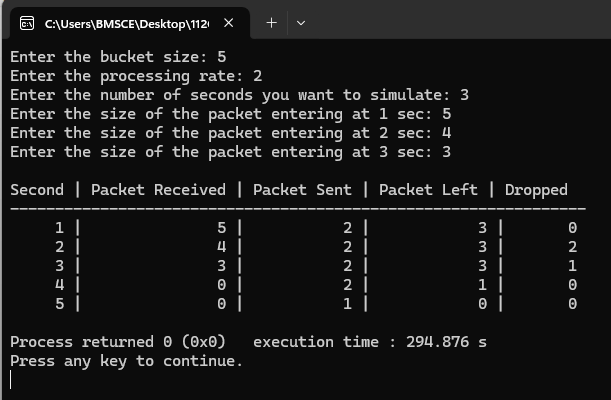 C:\Users\BMSCE\Desktop\112
Enter the bucket size: 5
Enter the processing rate: 2
Enter the number of seconds you want to simulate: 3
Enter the size of the packet entering at 1 sec: 5
Enter the size of the packet entering at 2 sec: 4
Enter the size of the packet entering at 3 sec: 3
Second | Packet Received | Packet Sent | Packet Left | Dropped
---------------------------------------------------------------
1 | 5 | 2 | 3 | 0
2 | 4 | 2 | 3 | 2
3 | 3 | 2 | 3 | 1
4 | 0 | 2 | 1 | 0
5 | 0 | 1 | 0 | 0
Process returned 0 (0x0) execution time : 294.876 s
Press any key to continue.